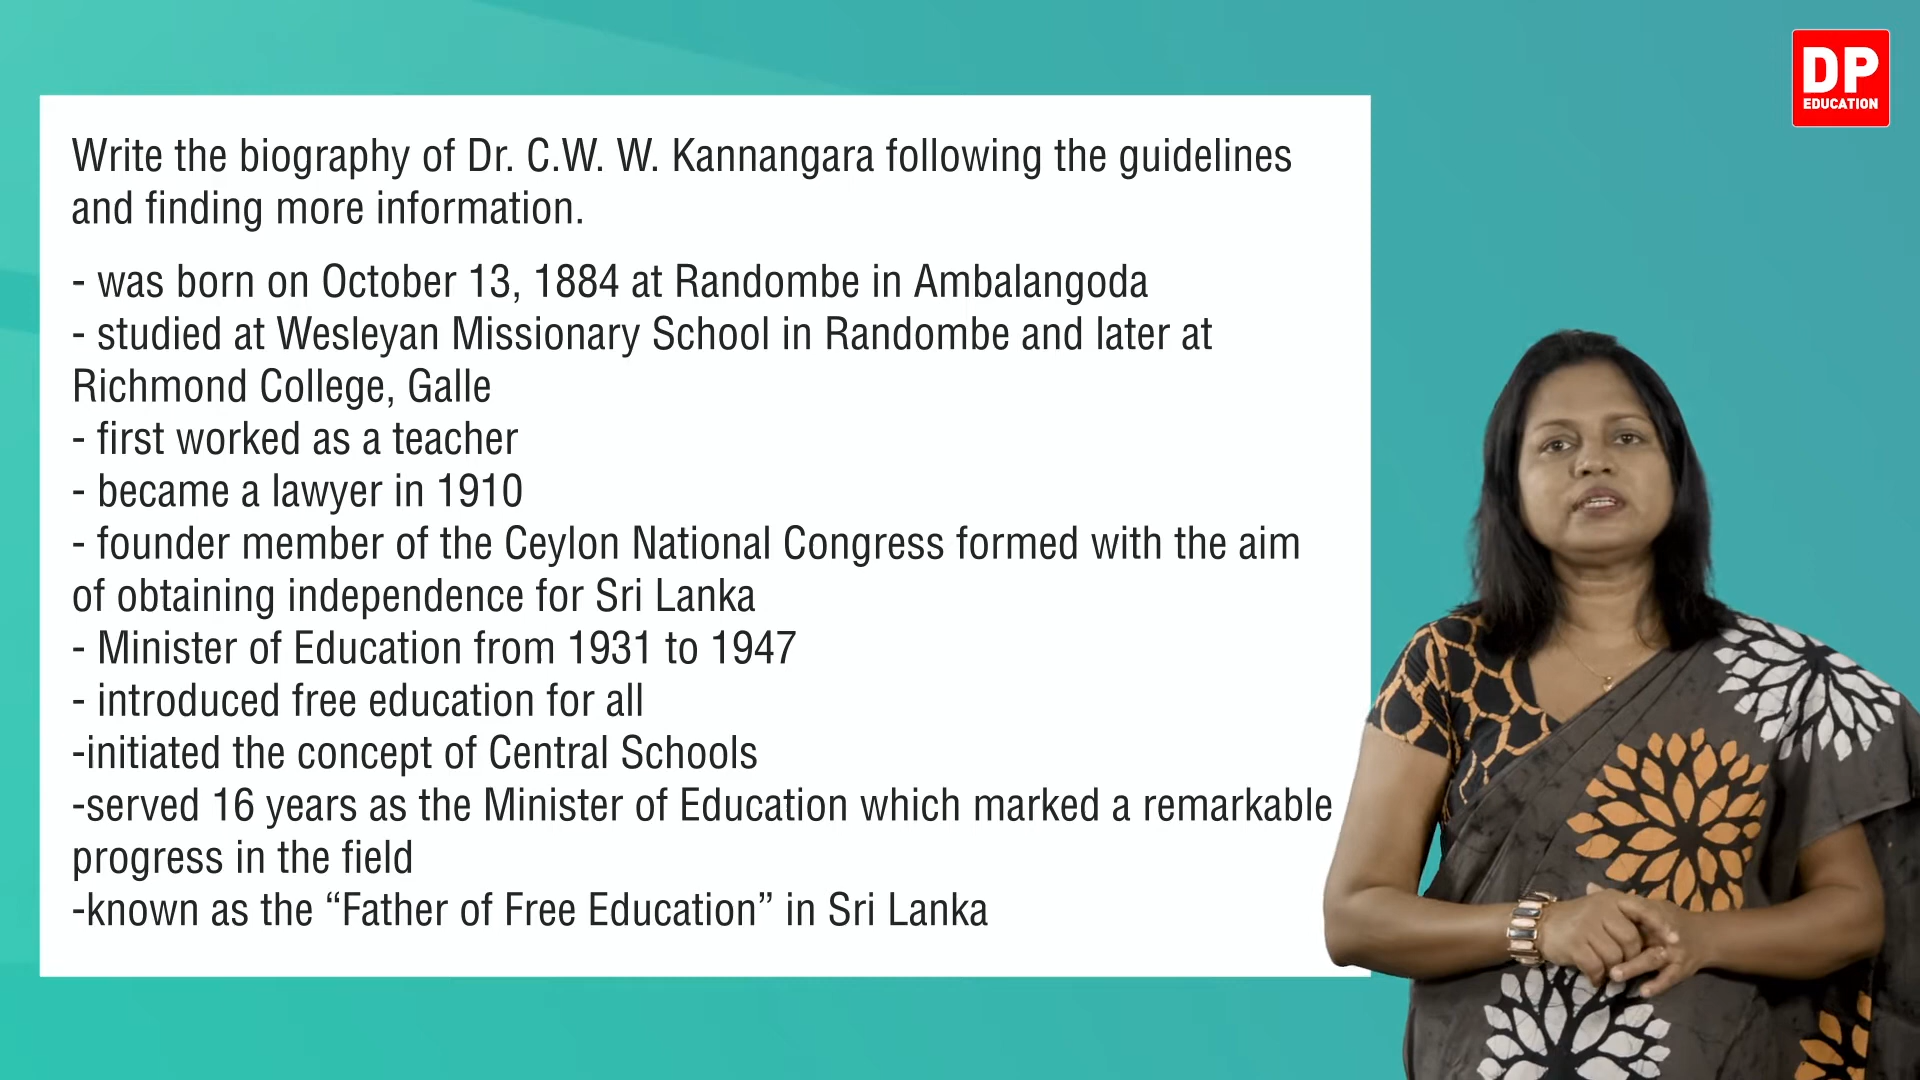 DP
EDUCATION
Write the biography of Dr. C.W. W. Kannangara following the guidelines
and finding more information.
- was born on October 13, 1884 at Randombe in Ambalangoda
- studied at Wesleyan Missionary School in Randombe and later at
Richmond College, Galle
- first worked as a teacher
- became a lawyer in 1910
- founder member of the Ceylon National Congress formed with the aim
of obtaining independence for Sri Lanka
- Minister of Education from 1931 to 1947
- introduced free education for all
-initiated the concept of Central Schools
-served 16 years as the Minister of Education which marked a remarkable
progress in the field
-known as the “Father of Free Education” in Sri Lanka